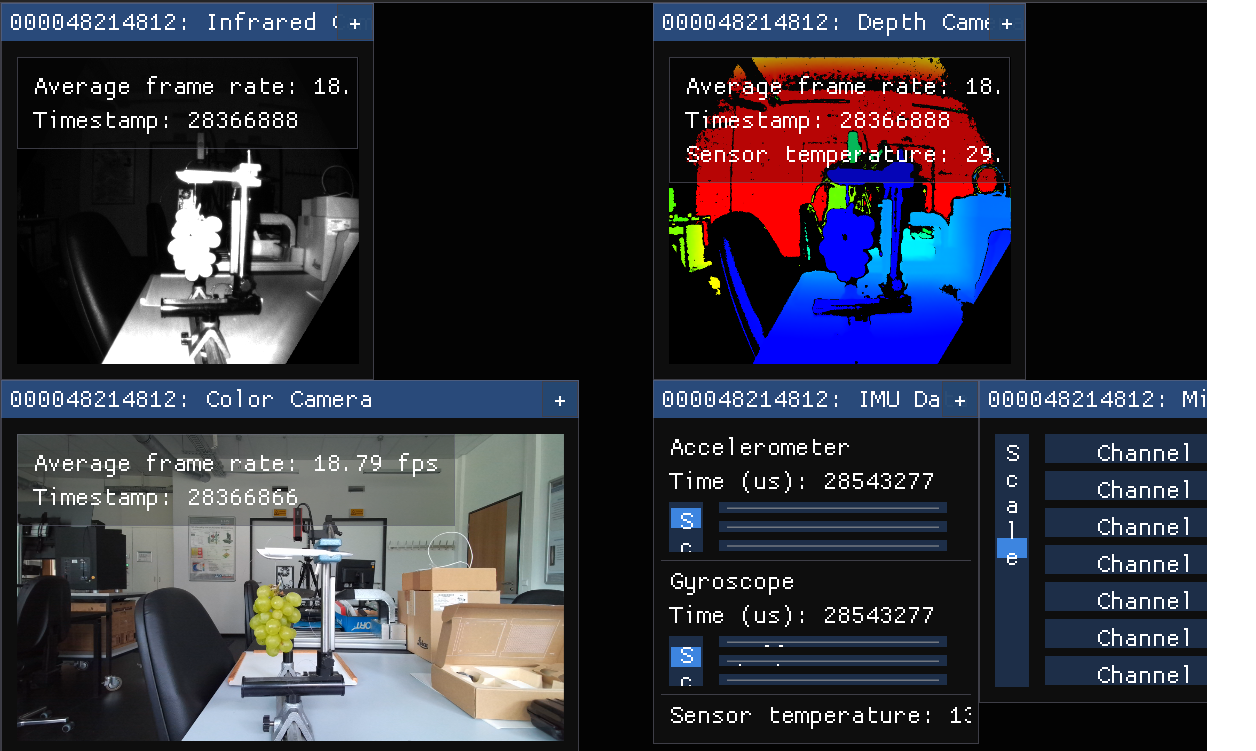 000048214812: Infrared
+
Average frame rate: 18.
Timestamp: 28366888
000048214812: Depth Came
+
Average frame rate: 18.
Timestamp: 28366888
Sensor temperature: 29.
000048214812: Color Camera
+
Average frame rate: 18.79 fps
Timestamp: 28366866
000048214812: IMU Da
+
Accelerometer
Time (us): 28543277
S
Gyroscope
Time (us): 28543277
S
Sensor temperature: 13
000048214812: Mi
Scale
Channel
Channel
Channel
Channel
Channel
Channel
Channel